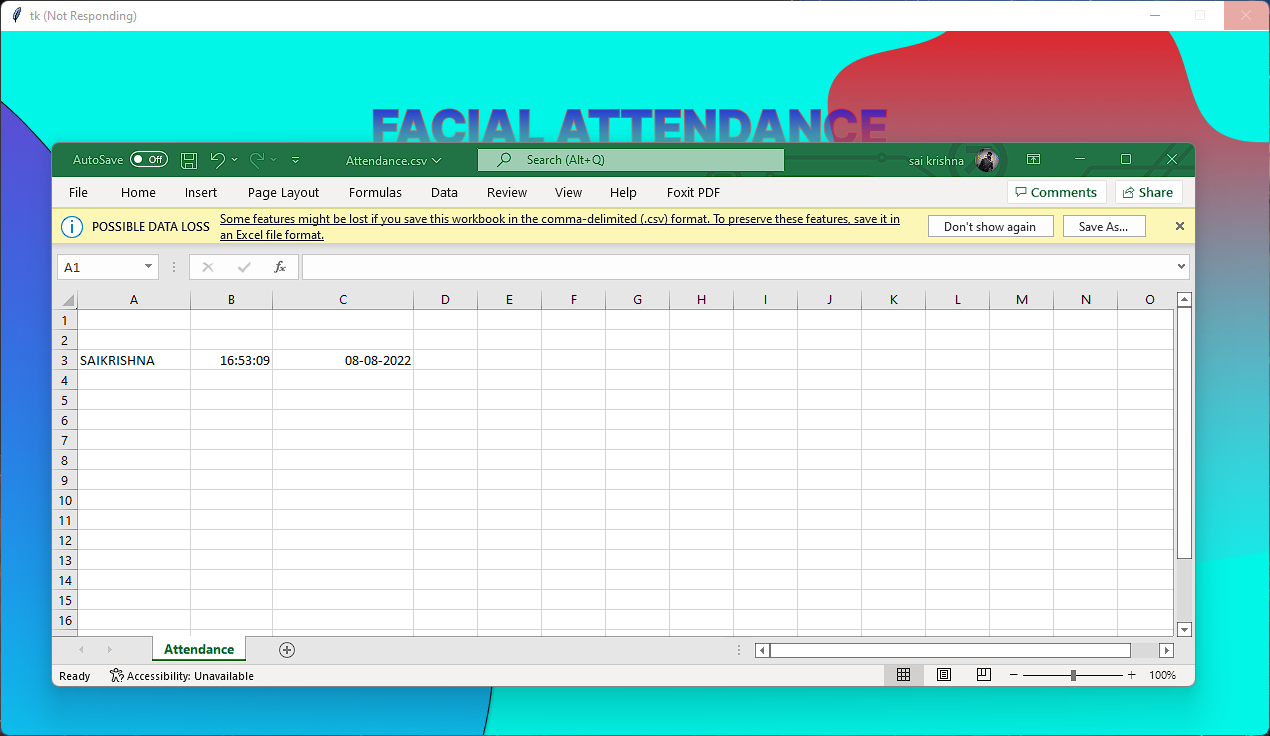 tk (Not Responding)
FACIAL ATTENDANCE
AutoSave Off Attendance.csv Search (Alt+Q) sai krishna
File Home Insert Page Layout Formulas Data Review View Help Foxit PDF Comments Share
POSSIBLE DATA LOSS Some features might be lost if you save this workbook in the comma-delimited (.csv) format. To preserve these features, save it in an Excel file format. Don't show again Save As...
A1 fx
A B C D E F G H I J K L M N O
1
2
3 SAIKRISHNA 16:53:09 08-08-2022
4
5
6
7
8
9
10
11
12
13
14
15
16
Attendance
Ready Accessibility: Unavailable 100%